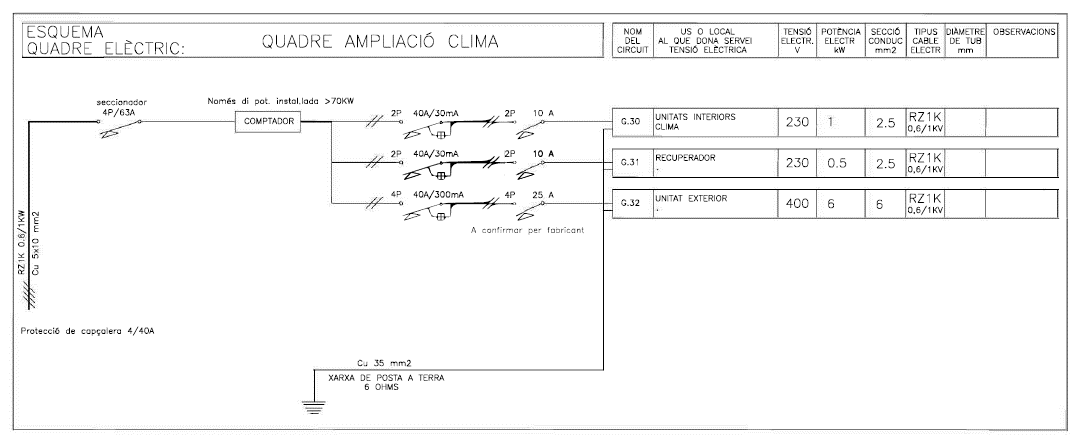 ESQUEMA
QUADRE ELÈCTRIC:
QUADRE AMPLIACIÓ CLIMA
NOM
DEL
CIRCUIT
US O LOCAL
AL QUE DONA SERVEI
TENSIÓ ELÈCTRICA
TENSIÓ
ELECTR.
V
POTÈNCIA
ELECTR
kW
SECCIÓ
CONDUC
mm2
TIPUS
CABLE
ELECTR
DIÀMETRE
DE TUB
mm
OBSERVACIONS
seccionador
4P/63A
Només di pot. instal.lada >70KW
COMPTADOR
2P 40A/30mA 2P 10 A
G.30 UNITATS INTERIORS
CLIMA
230 1 2.5 RZ1K
0,6/1KV
2P 40A/30mA 2P 10 A
G.31 RECUPERADOR
.
230 0.5 2.5 RZ1K
0,6/1KV
4P 40A/300mA 4P 25 A
G.32 UNITAT EXTERIOR
.
400 6 6 RZ1K
0,6/1KV
A confirmar per fabricant
RZ1K 0.6/1KW
Cu 5x10 mm2
Protecció de capçalera 4/40A
Cu 35 mm2
XARXA DE POSTA A TERRA
6 OHMS